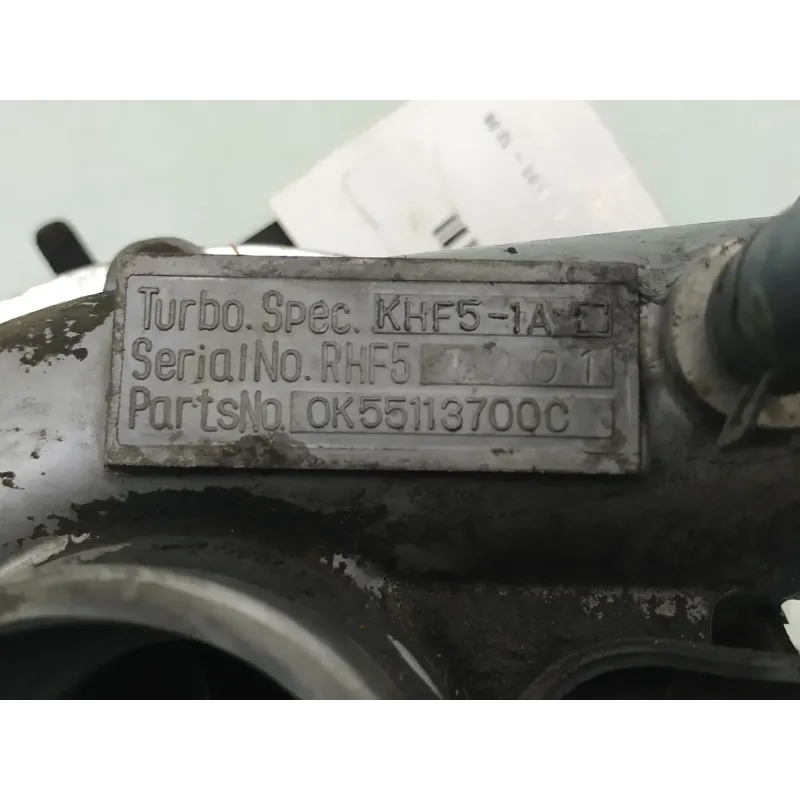 Turbo. Spec. KHF5-1A
Serial No. RHF5
Parts No. 0K55113700C